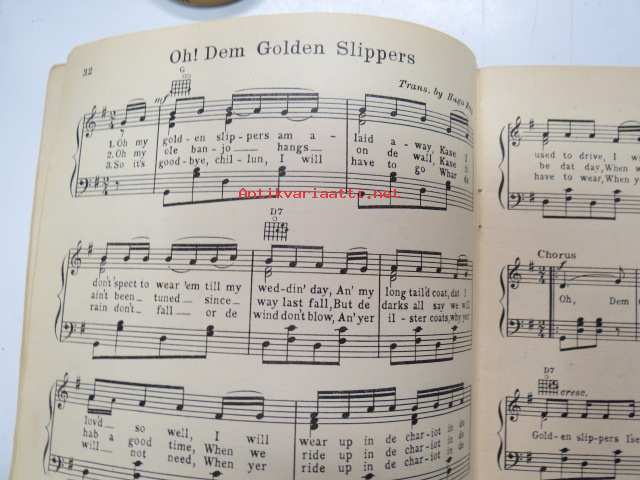 32
Oh! Dem Golden Slippers
Trans. by Hugo
G
mf
1. Oh my gold-en slip-pers am a- laid a- way, Kase I
2. Oh my ole ban-jo hangs on de wall, Kase
3. So it's good-bye, chil-lun, I will have to go Whar
Antikvariaatto.net
D7
don't 'spect to wear 'em till my wed-din' day, An' my long tail'd coat, dat I
ain't been tuned since way last fall, But de darks all say we will
rain don't fall or de wind don't blow, An' yer il-ster coats, why yer
lov'd so well, I will wear up in de char-iot in de
hab a good time, When we ride up in de char-iot in de
will not need, When yer ride up in de char-iot in de
used to drive, I w
be dat day, When
have to wear, When y
Chorus
f
Oh, Dem
D7
cresc.
Gold-en slip-pers I'se